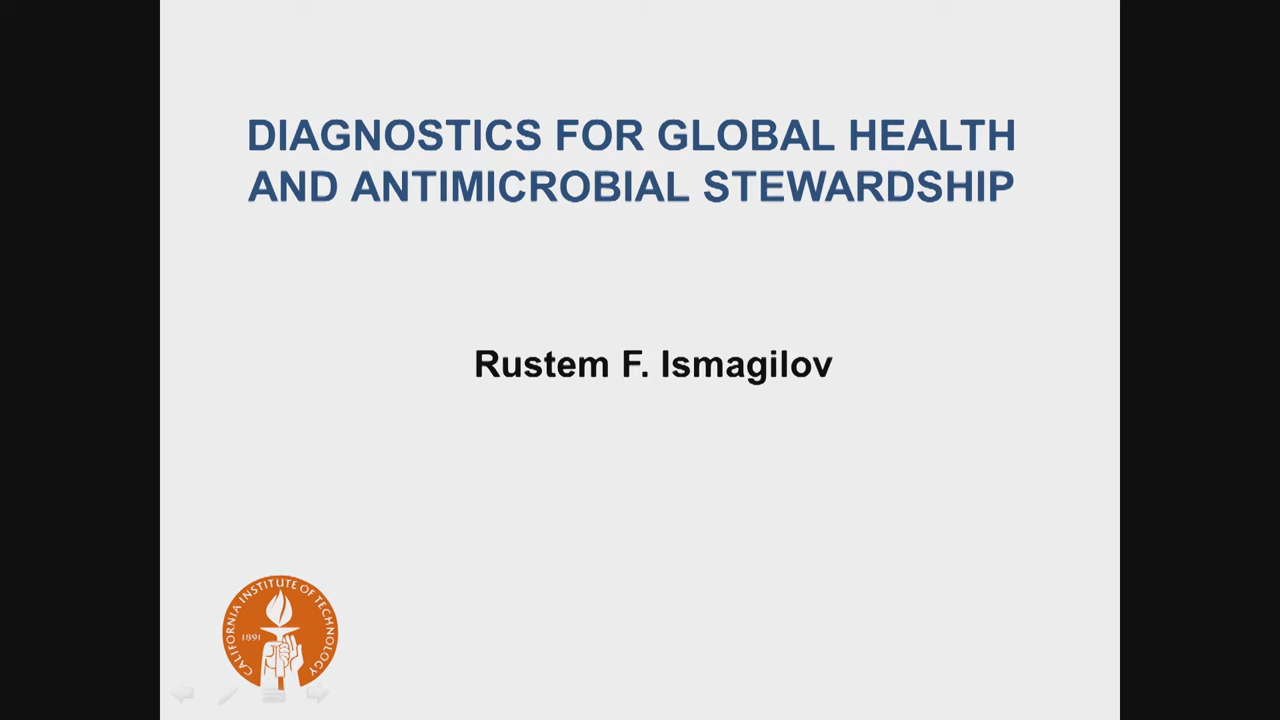 DIAGNOSTICS FOR GLOBAL HEALTH
AND ANTIMICROBIAL STEWARDSHIP
Rustem F. Ismagilov
CALIFORNIA INSTITUTE OF TECHNOLOGY
1891